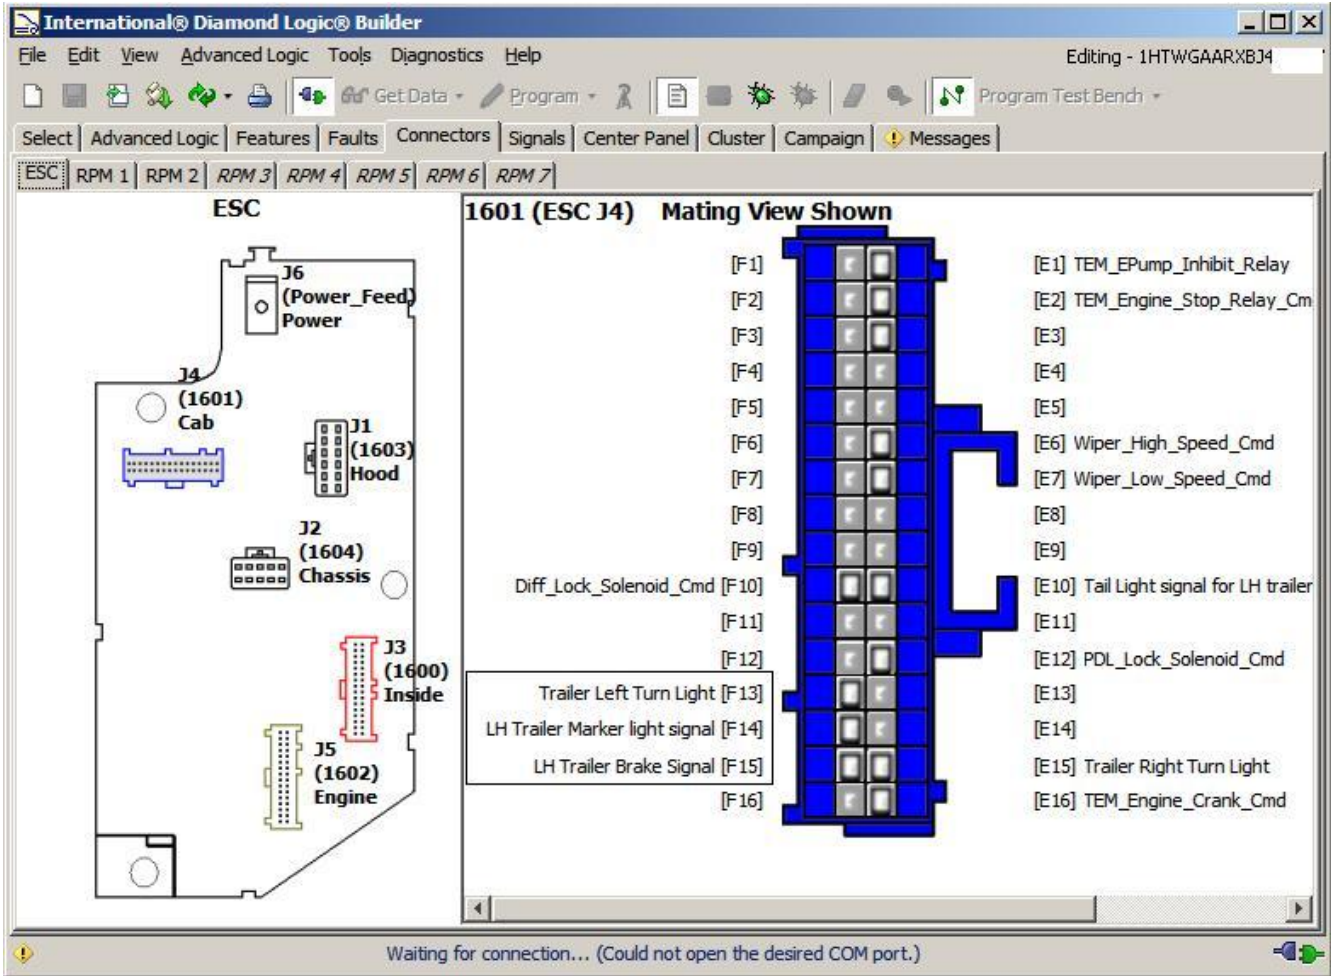 International® Diamond Logic® Builder
File Edit View Advanced Logic Tools Diagnostics Help Editing - 1HTWGAARXBJ4
Get Data Program Program Test Bench
Select Advanced Logic Features Faults Connectors Signals Center Panel Cluster Campaign Messages
ESC RPM 1 RPM 2 RPM 3 RPM 4 RPM 5 RPM 6 RPM 7
ESC
J6
(Power_Feed)
Power
J4
(1601)
Cab
J1
(1603)
Hood
J2
(1604)
Chassis
J3
(1600)
Inside
J5
(1602)
Engine
1601 (ESC J4) Mating View Shown
[F1] [E1] TEM_EPump_Inhibit_Relay
[F2] [E2] TEM_Engine_Stop_Relay_Cm
[F3] [E3]
[F4] [E4]
[F5] [E5]
[F6] [E6] Wiper_High_Speed_Cmd
[F7] [E7] Wiper_Low_Speed_Cmd
[F8] [E8]
[F9] [E9]
Diff_Lock_Solenoid_Cmd [F10] [E10] Tail Light signal for LH trailer
[F11] [E11]
[F12] [E12] PDL_Lock_Solenoid_Cmd
Trailer Left Turn Light [F13] [E13]
LH Trailer Marker light signal [F14] [E14]
LH Trailer Brake Signal [F15] [E15] Trailer Right Turn Light
[F16] [E16] TEM_Engine_Crank_Cmd
Waiting for connection... (Could not open the desired COM port.)